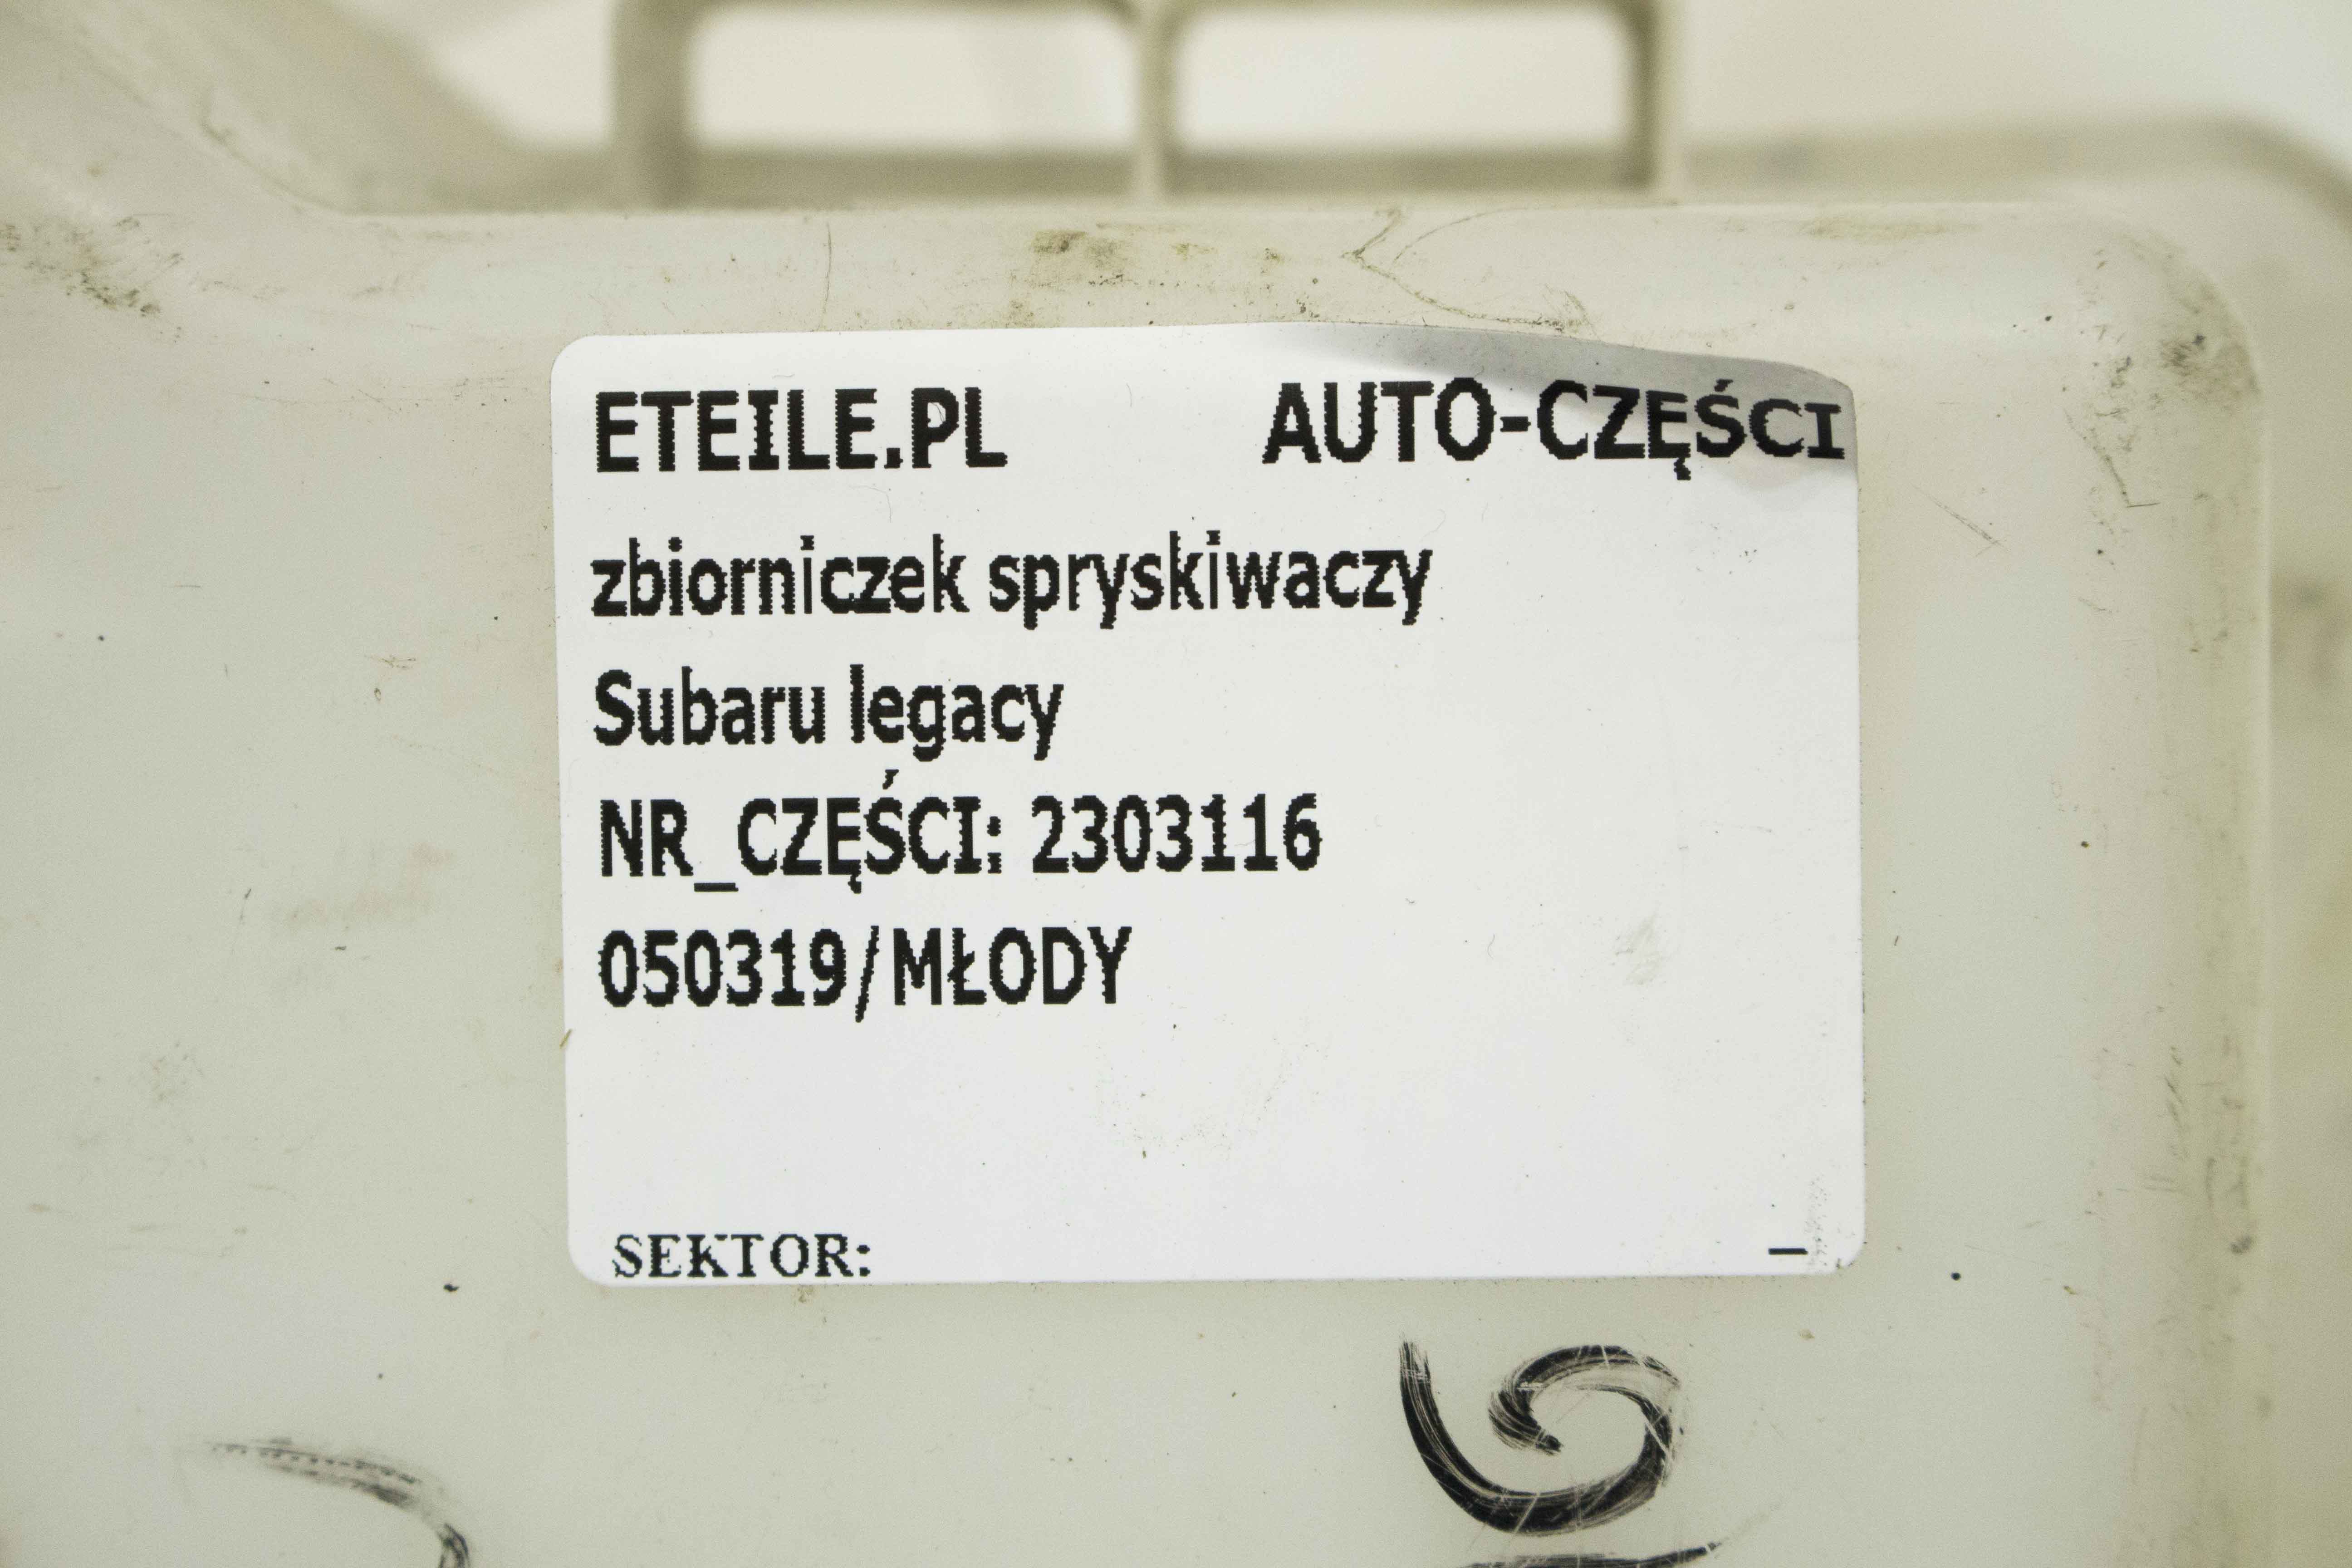 ETEILE.PL AUTO-CZĘŚCI
zbiorniczek spryskiwaczy
Subaru legacy
NR_CZĘŚCI: 2303116
050319/MŁODY
SEKTOR: _